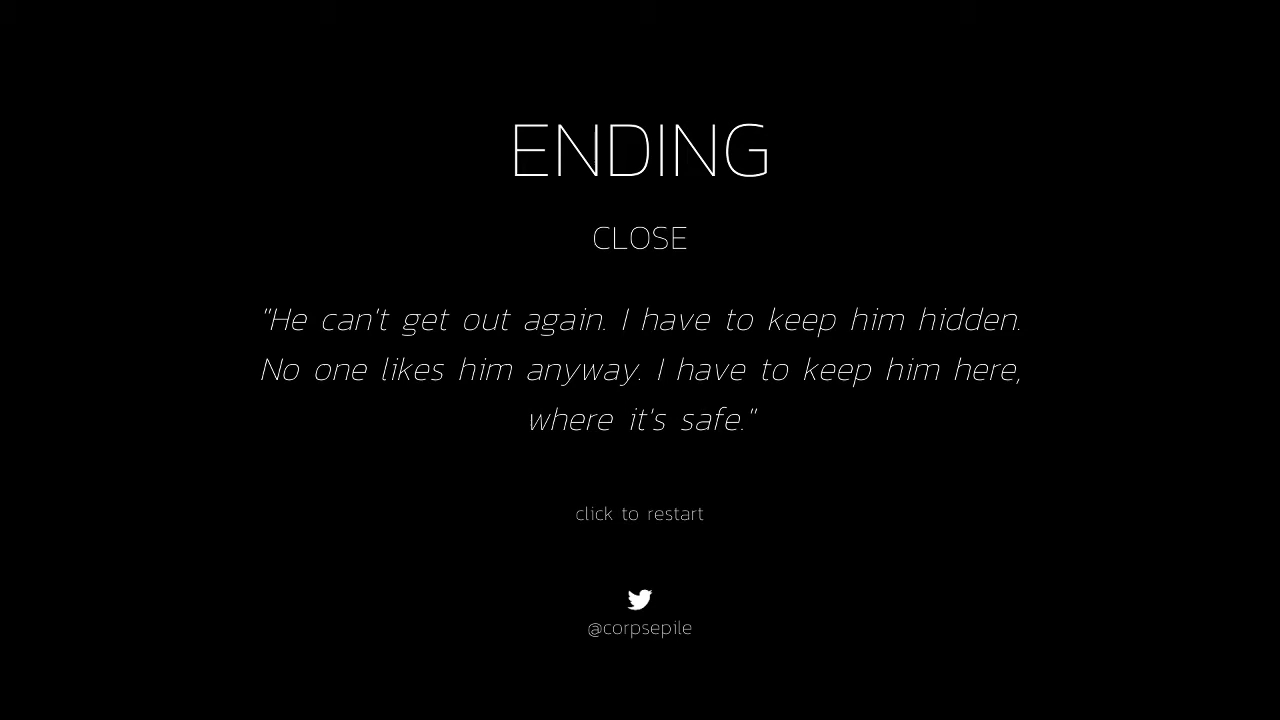 ENDING
CLOSE
"He can't get out again. I have to keep him hidden.
No one likes him anyway. I have to keep him here,
where it's safe."
click to restart
@corpsepile